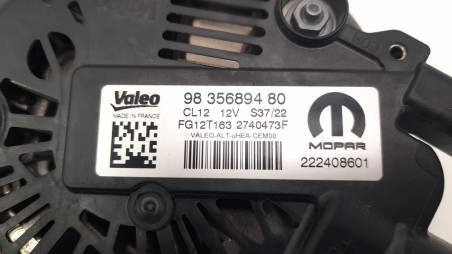 Valeo
MADE IN FRANCE
98 356894 80
CL12 12V S37/22
FG12T163 2740473F
VALEO-ALT-uHEA-CEM00
MOPAR
222408601